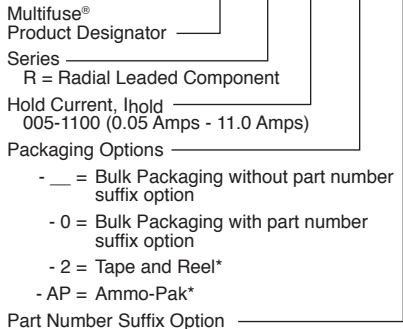 Multifuse®
Product Designator
Series
R = Radial Leaded Component
Hold Current, Ihold
005-1100 (0.05 Amps - 11.0 Amps)
Packaging Options
- __ = Bulk Packaging without part number
suffix option
- 0 = Bulk Packaging with part number
suffix option
- 2 = Tape and Reel*
- AP = Ammo-Pak*
Part Number Suffix Option